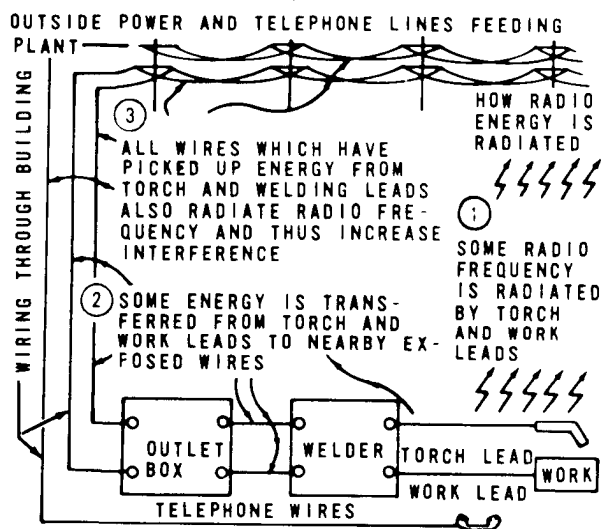 OUTSIDE POWER AND TELEPHONE LINES FEEDING
PLANT
WIRING THROUGH BUILDING
HOW RADIO
ENERGY IS
RADIATED
3
ALL WIRES WHICH HAVE
PICKED UP ENERGY FROM
TORCH AND WELDING LEADS
ALSO RADIATE RADIO FRE-
QUENCY AND THUS INCREASE
INTERFERENCE
1
SOME RADIO
FREQUENCY
IS RADIATED
BY TORCH
AND WORK
LEADS
2
SOME ENERGY IS TRANS-
FERRED FROM TORCH AND
WORK LEADS TO NEARBY EX-
FOSED WIRES
OUTLET
BOX
WELDER
TORCH LEAD
WORK
WORK LEAD
TELEPHONE WIRES